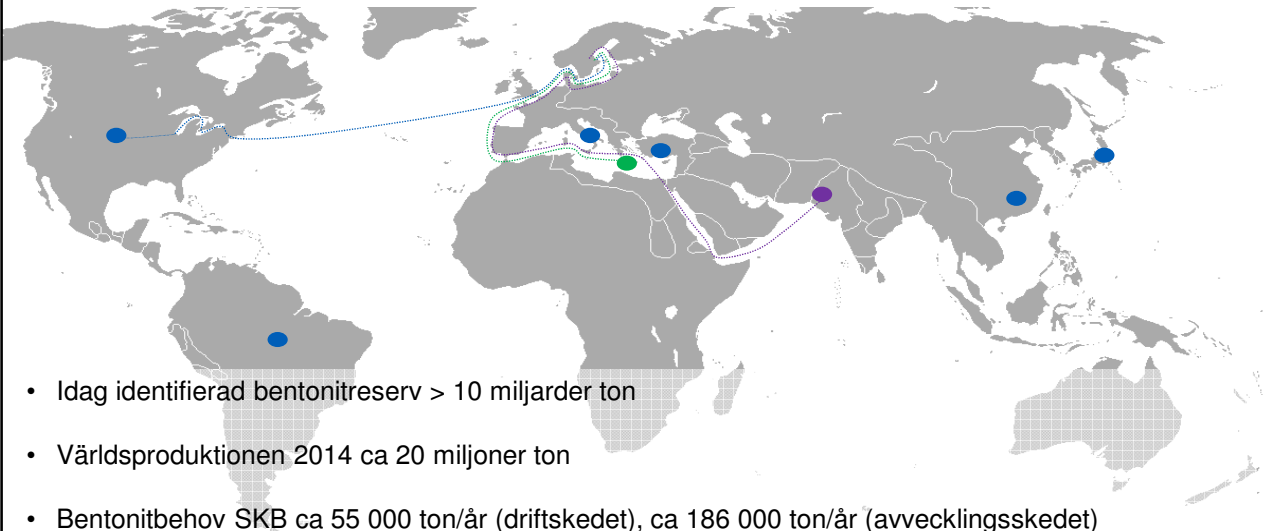 • Idag identifierad bentonitreserv > 10 miljarder ton
• Världsproduktionen 2014 ca 20 miljoner ton
• Bentonitbehov SKB ca 55 000 ton/år (driftskedet), ca 186 000 ton/år (avvecklingsskedet)